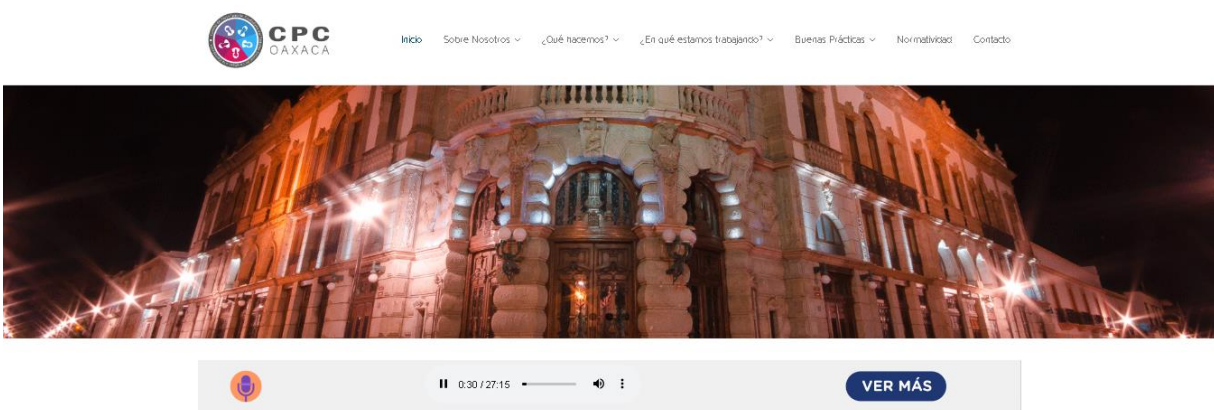 CPC
OAXACA
Inicio Sobre Nosotros ¿Qué hacemos? ¿En qué estamos trabajando? Buenas Prácticas Normatividad Contacto
0:30 / 27:15
VER MÁS